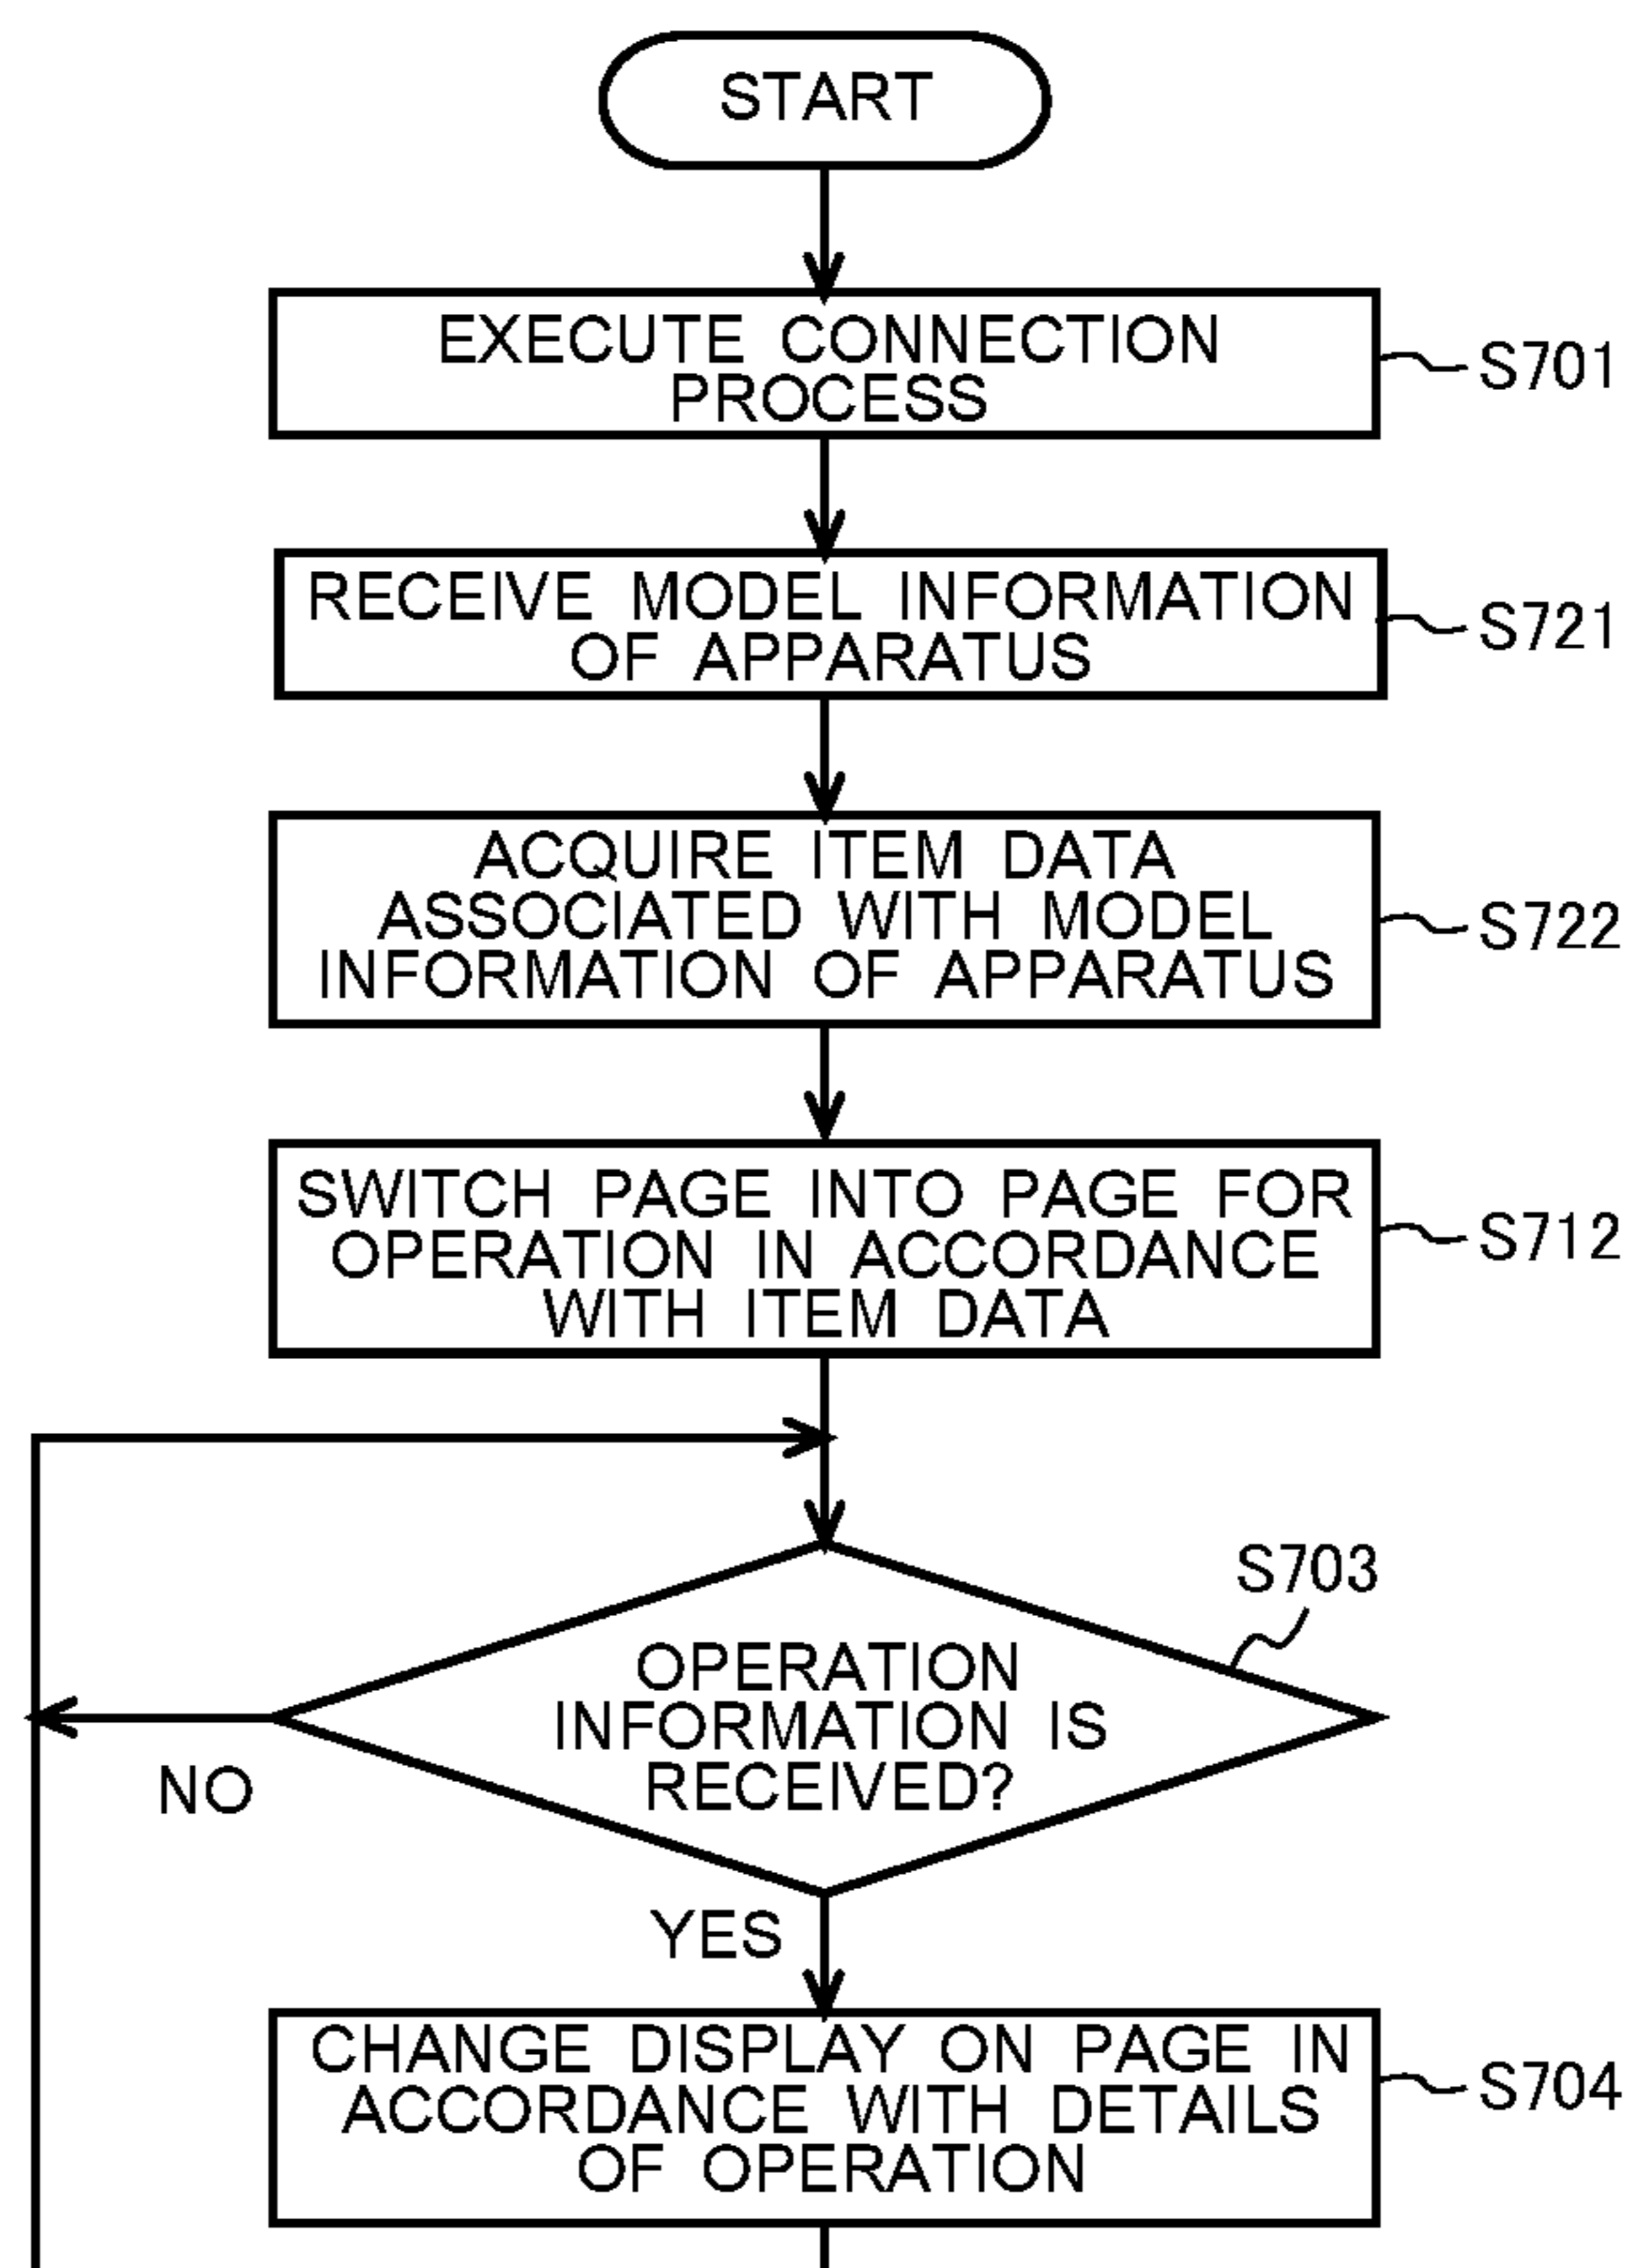 START
EXECUTE CONNECTION
PROCESS
S701
RECEIVE MODEL INFORMATION
OF APPARATUS
S721
ACQUIRE ITEM DATA
ASSOCIATED WITH MODEL
INFORMATION OF APPARATUS
S722
SWITCH PAGE INTO PAGE FOR
OPERATION IN ACCORDANCE
WITH ITEM DATA
S712
S703
OPERATION
INFORMATION IS
RECEIVED?
NO
YES
CHANGE DISPLAY ON PAGE IN
ACCORDANCE WITH DETAILS
OF OPERATION
S704